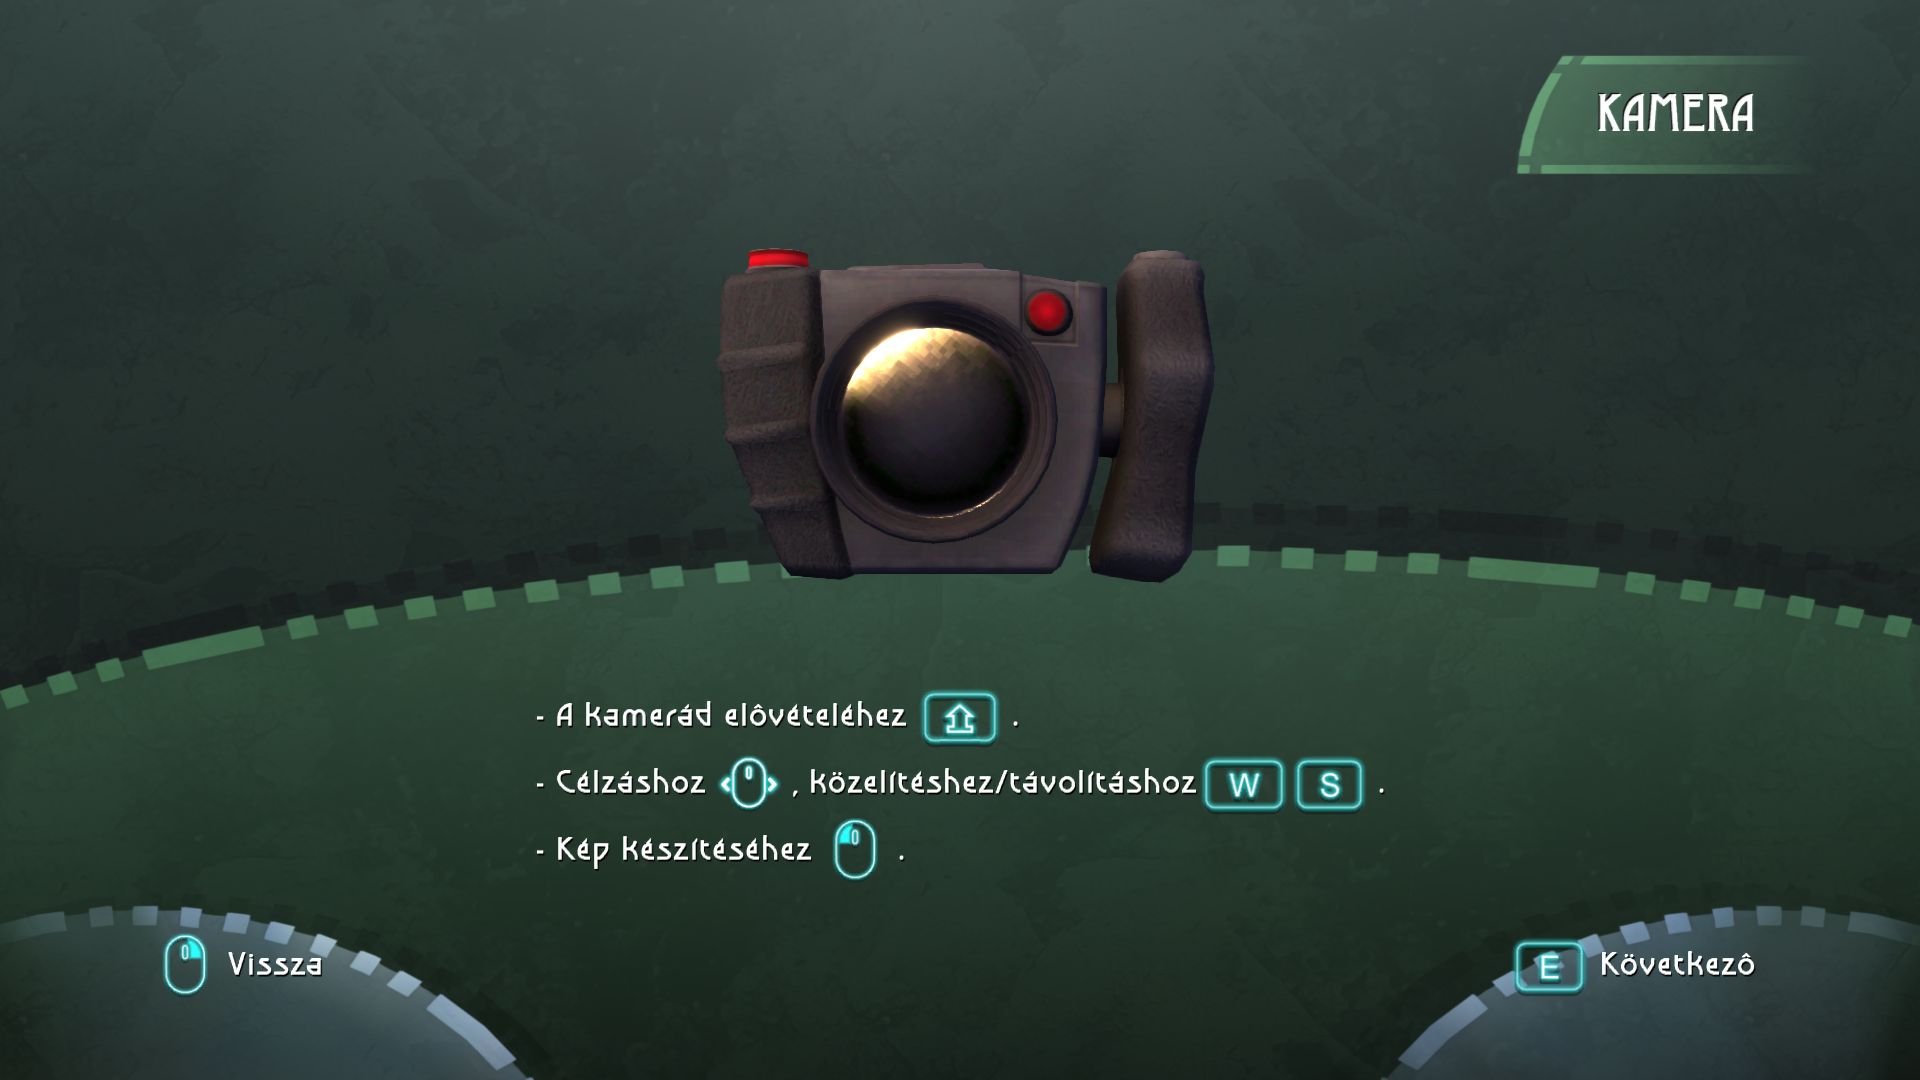 KAMERA
- A kamerád elôvételéhez .
- Célzáshoz , közelítéshez/távolításhoz W S .
- Kép készítéséhez .
Vissza
E Következô